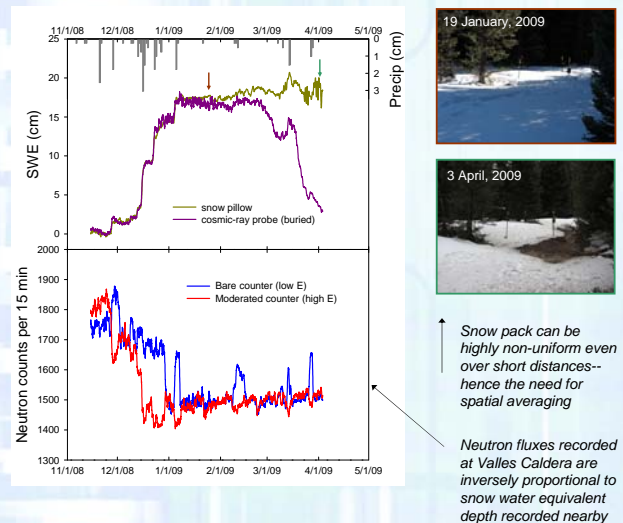 11/1/08 12/1/08 1/1/09 2/1/09 3/1/09 4/1/09 5/1/09
25
20
15
10
5
0
SWE (cm)
0
1
2
3
Precip (cm)
snow pillow
cosmic-ray probe (buried)
2000
1900
1800
1700
1600
1500
1400
1300
Neutron counts per 15 min
Bare counter (low E)
Moderated counter (high E)
11/1/08 12/1/08 1/1/09 2/1/09 3/1/09 4/1/09 5/1/09
19 January, 2009
3 April, 2009
Snow pack can be
highly non-uniform even
over short distances--
hence the need for
spatial averaging
Neutron fluxes recorded
at Valles Caldera are
inversely proportional to
snow water equivalent
depth recorded nearby